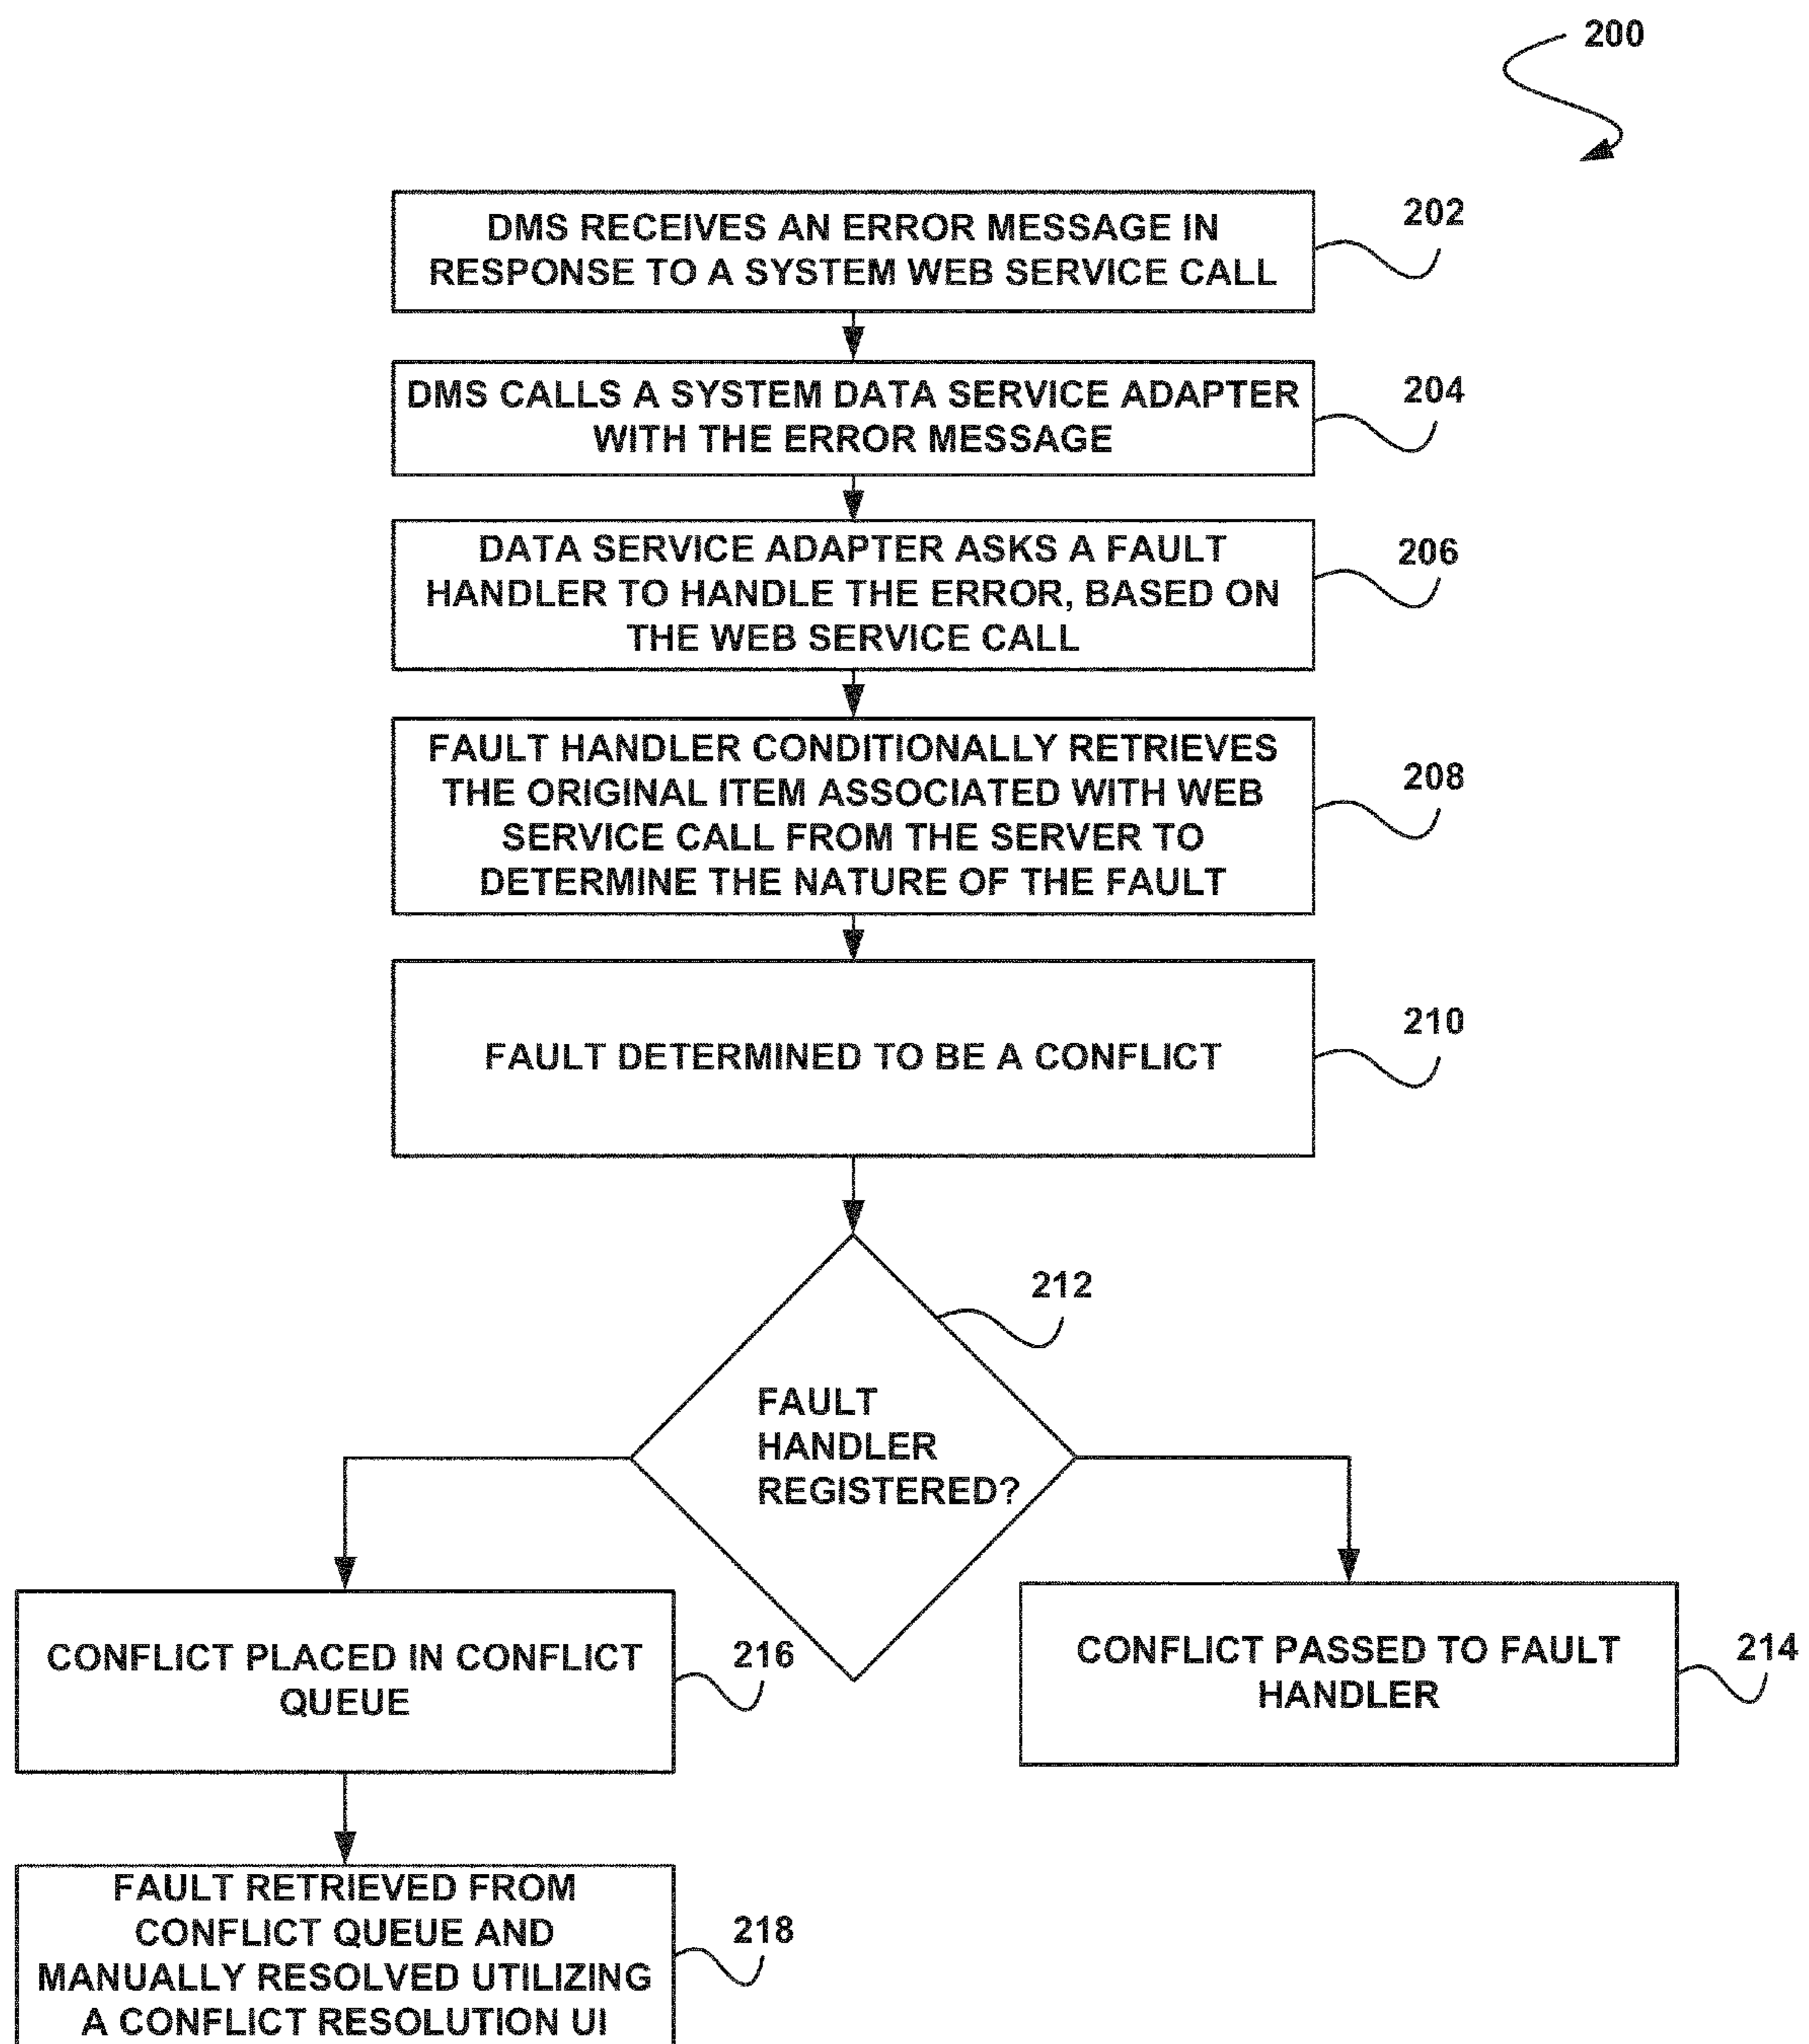 200
DMS RECEIVES AN ERROR MESSAGE IN
RESPONSE TO A SYSTEM WEB SERVICE CALL
202
DMS CALLS A SYSTEM DATA SERVICE ADAPTER
WITH THE ERROR MESSAGE
204
DATA SERVICE ADAPTER ASKS A FAULT
HANDLER TO HANDLE THE ERROR, BASED ON
THE WEB SERVICE CALL
206
FAULT HANDLER CONDITIONALLY RETRIEVES
THE ORIGINAL ITEM ASSOCIATED WITH WEB
SERVICE CALL FROM THE SERVER TO
DETERMINE THE NATURE OF THE FAULT
208
FAULT DETERMINED TO BE A CONFLICT
210
212
FAULT
HANDLER
REGISTERED?
CONFLICT PLACED IN CONFLICT
QUEUE
216
CONFLICT PASSED TO FAULT
HANDLER
214
FAULT RETRIEVED FROM
CONFLICT QUEUE AND
MANUALLY RESOLVED UTILIZING
A CONFLICT RESOLUTION UI
218